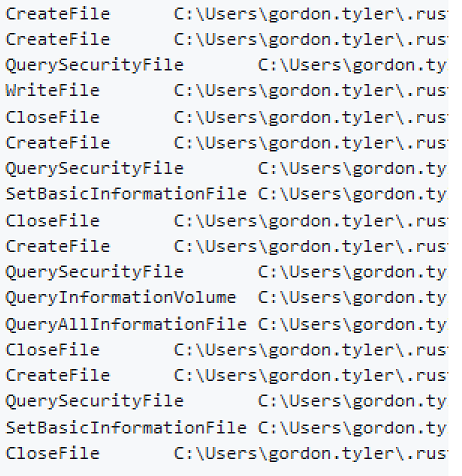 CreateFile C:\Users\gordon.tyler\.rus
CreateFile C:\Users\gordon.tyler\.rus
QuerySecurityFile C:\Users\gordon.ty
WriteFile C:\Users\gordon.tyler\.rus
CloseFile C:\Users\gordon.tyler\.rus
CreateFile C:\Users\gordon.tyler\.rus
QuerySecurityFile C:\Users\gordon.ty
SetBasicInformationFile C:\Users\gordon.ty
CloseFile C:\Users\gordon.tyler\.rus
CreateFile C:\Users\gordon.tyler\.rus
QuerySecurityFile C:\Users\gordon.ty
QueryInformationVolume C:\Users\gordon.ty
QueryAllInformationFile C:\Users\gordon.ty
CloseFile C:\Users\gordon.tyler\.rus
CreateFile C:\Users\gordon.tyler\.rus
QuerySecurityFile C:\Users\gordon.ty
SetBasicInformationFile C:\Users\gordon.ty
CloseFile C:\Users\gordon.tyler\.rus